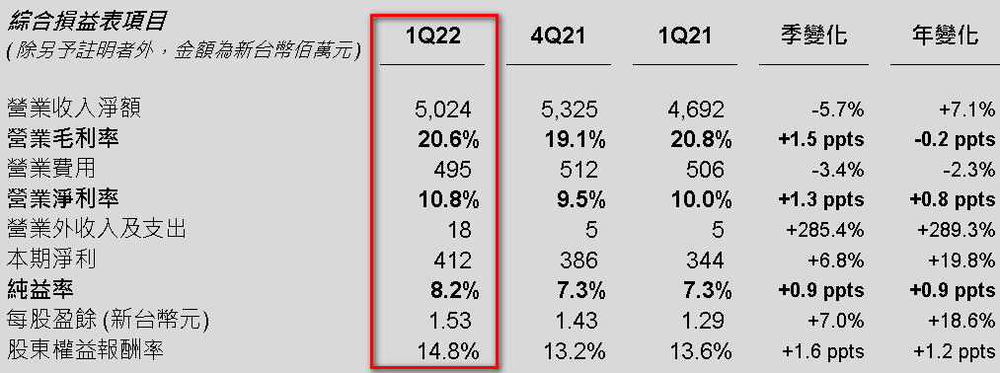 綜合損益表項目 1Q22 4Q21 1Q21 季變化 年變化
(除另予註明者外，金額為新台幣佰萬元)
營業收入淨額 5,024 5,325 4,692 -5.7% +7.1%
營業毛利率 20.6% 19.1% 20.8% +1.5 ppts -0.2 ppts
營業費用 495 512 506 -3.4% -2.3%
營業淨利率 10.8% 9.5% 10.0% +1.3 ppts +0.8 ppts
營業外收入及支出 18 5 5 +285.4% +289.3%
本期淨利 412 386 344 +6.8% +19.8%
純益率 8.2% 7.3% 7.3% +0.9 ppts +0.9 ppts
每股盈餘 (新台幣元) 1.53 1.43 1.29 +7.0% +18.6%
股東權益報酬率 14.8% 13.2% 13.6% +1.6 ppts +1.2 ppts